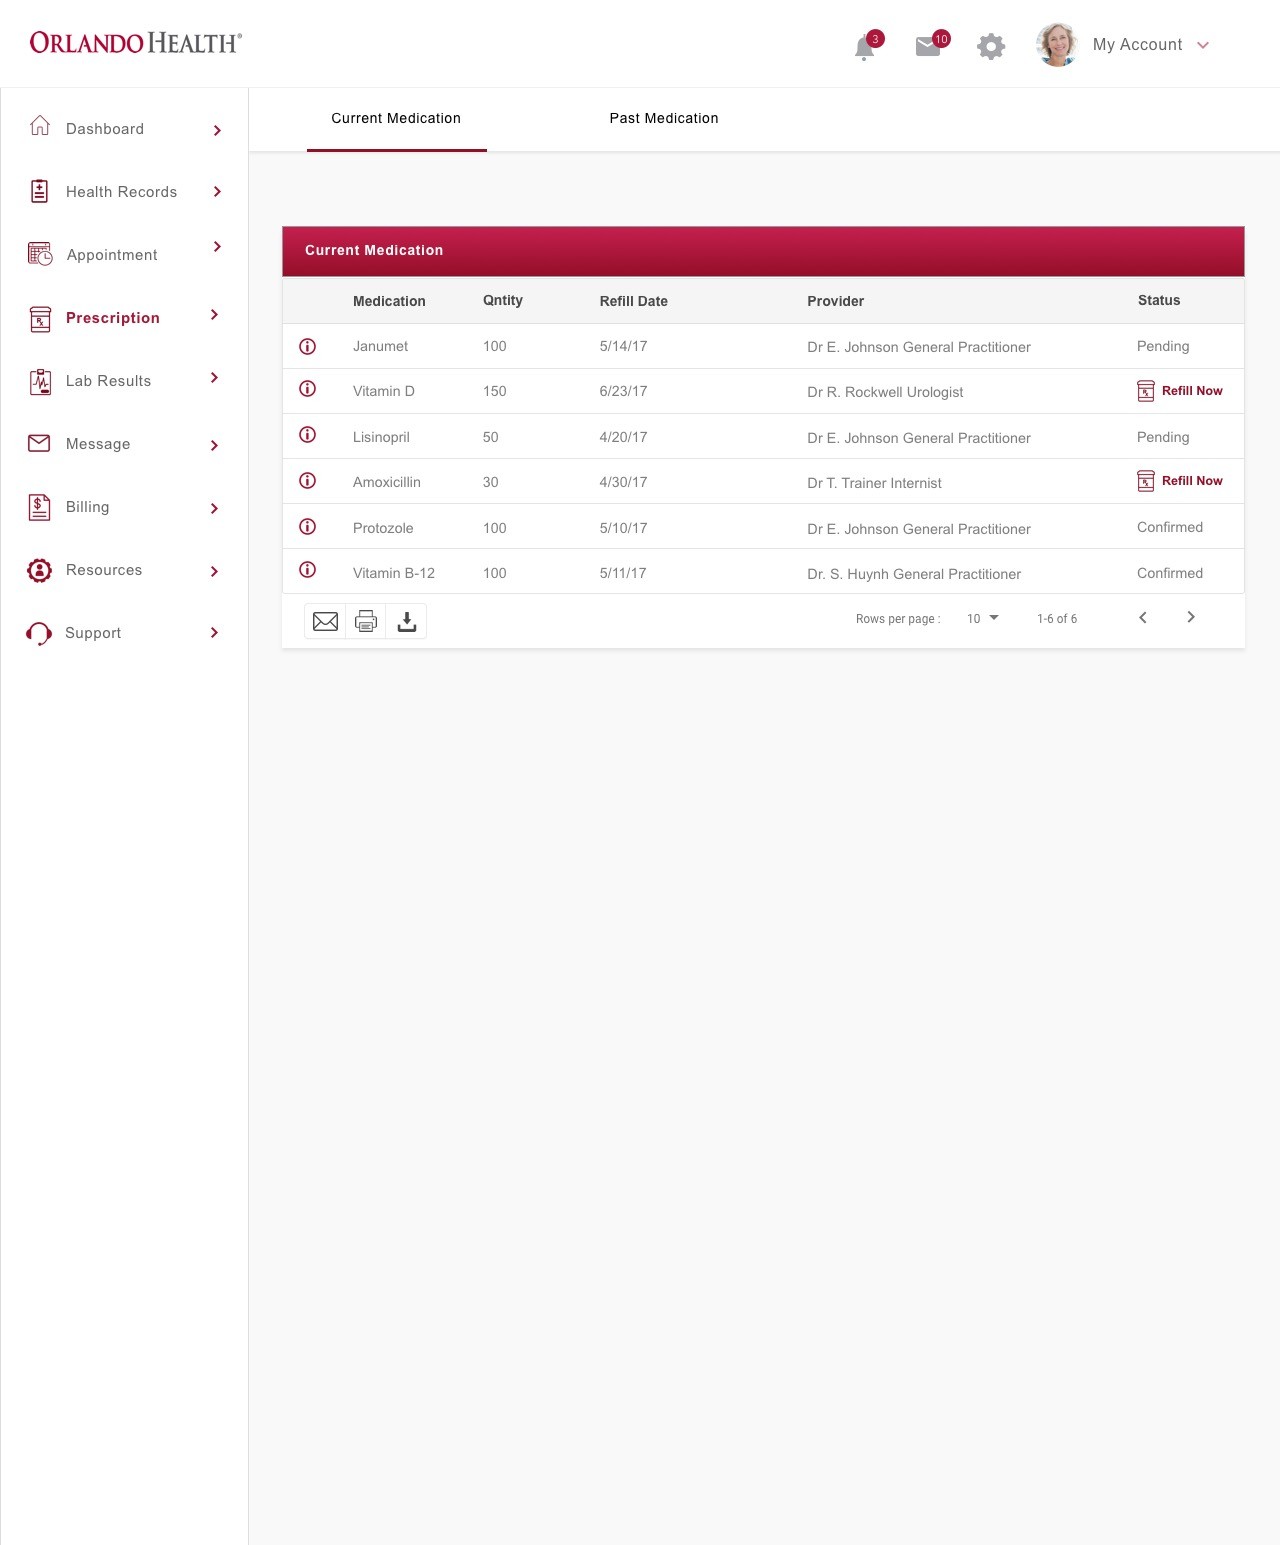 ORLANDO HEALTH®
3
10
My Account
Dashboard
Health Records
Appointment
Prescription
Lab Results
Message
Billing
Resources
Support
Current Medication Past Medication
Current Medication
Medication Qntity Refill Date Provider Status
Janumet 100 5/14/17 Dr E. Johnson General Practitioner Pending
Vitamin D 150 6/23/17 Dr R. Rockwell Urologist Refill Now
Lisinopril 50 4/20/17 Dr E. Johnson General Practitioner Pending
Amoxicillin 30 4/30/17 Dr T. Trainer Internist Refill Now
Protozole 100 5/10/17 Dr E. Johnson General Practitioner Confirmed
Vitamin B-12 100 5/11/17 Dr. S. Huynh General Practitioner Confirmed
Rows per page : 10 1-6 of 6